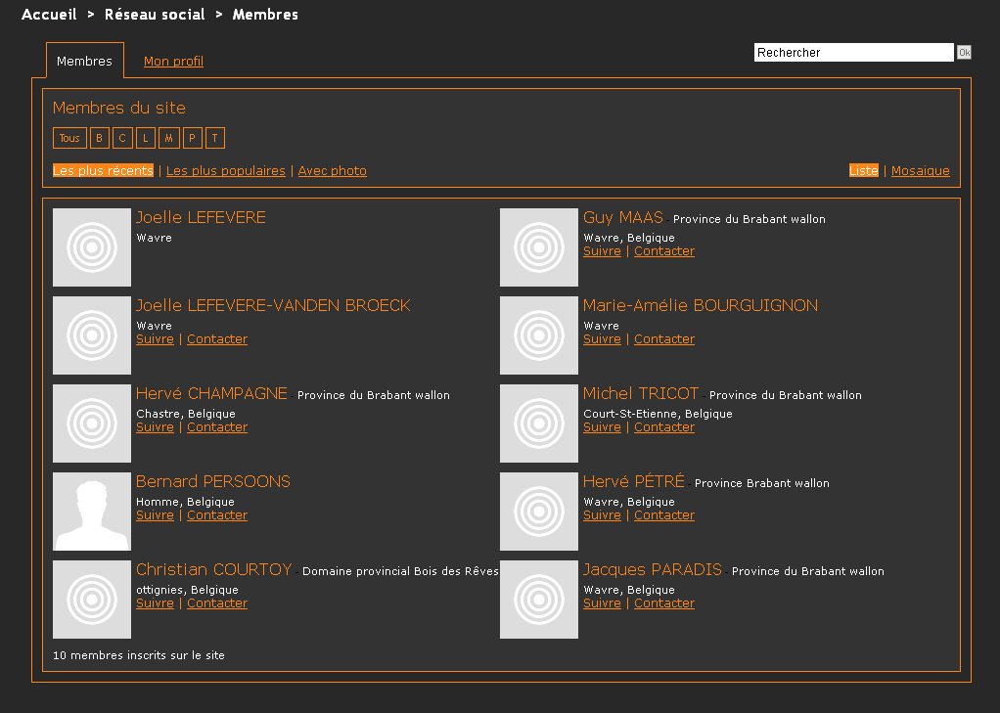 Accueil > Réseau social > Membres
Membres
Mon profil
Rechercher
Ok
Membres du site
Tous B C L M P T
Les plus récents | Les plus populaires | Avec photo
Liste | Mosaique
Joelle LEFEVERE
Wavre
Guy MAAS - Province du Brabant wallon
Wavre, Belgique
Suivre | Contacter
Joelle LEFEVERE-VANDEN BROECK
Wavre
Suivre | Contacter
Marie-Amélie BOURGUIGNON
Wavre
Suivre | Contacter
Hervé CHAMPAGNE - Province du Brabant wallon
Chastre, Belgique
Suivre | Contacter
Michel TRICOT - Province du Brabant wallon
Court-St-Etienne, Belgique
Suivre | Contacter
Bernard PERSOONS
Homme, Belgique
Suivre | Contacter
Hervé PÉTRÉ - Province Brabant wallon
Wavre, Belgique
Suivre | Contacter
Christian COURTOY - Domaine provincial Bois des Rêves
ottignies, Belgique
Suivre | Contacter
Jacques PARADIS - Province du Brabant wallon
Wavre, Belgique
Suivre | Contacter
10 membres inscrits sur le site